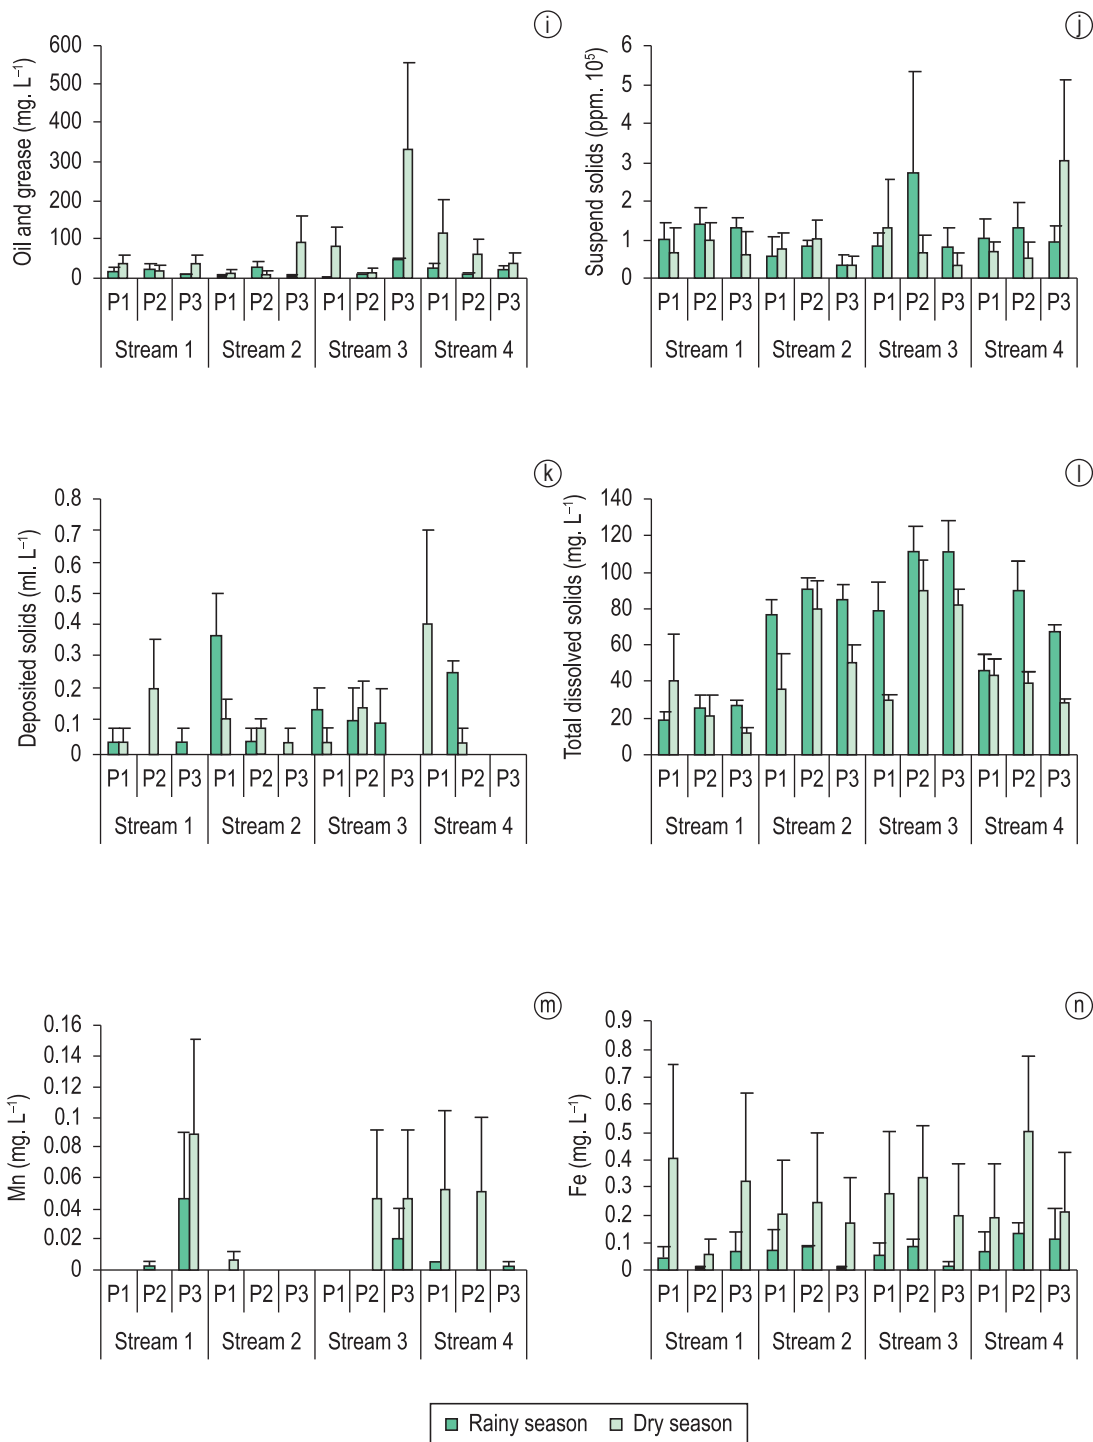 i
Oil and grease (mg. L⁻¹)
600
500
400
300
200
100
0
P1 P2 P3 P1 P2 P3 P1 P2 P3 P1 P2 P3
Stream 1 Stream 2 Stream 3 Stream 4
j
Suspend solids (ppm. 10⁵)
6
5
4
3
2
1
0
P1 P2 P3 P1 P2 P3 P1 P2 P3 P1 P2 P3
Stream 1 Stream 2 Stream 3 Stream 4
k
Deposited solids (ml. L⁻¹)
0.8
0.7
0.6
0.5
0.4
0.3
0.2
0.1
0
P1 P2 P3 P1 P2 P3 P1 P2 P3 P1 P2 P3
Stream 1 Stream 2 Stream 3 Stream 4
l
Total dissolved solids (mg. L⁻¹)
140
120
100
80
60
40
20
0
P1 P2 P3 P1 P2 P3 P1 P2 P3 P1 P2 P3
Stream 1 Stream 2 Stream 3 Stream 4
m
Mn (mg. L⁻¹)
0.16
0.14
0.12
0.1
0.08
0.06
0.04
0.02
0
P1 P2 P3 P1 P2 P3 P1 P2 P3 P1 P2 P3
Stream 1 Stream 2 Stream 3 Stream 4
n
Fe (mg. L⁻¹)
0.9
0.8
0.7
0.6
0.5
0.4
0.3
0.2
0.1
0
P1 P2 P3 P1 P2 P3 P1 P2 P3 P1 P2 P3
Stream 1 Stream 2 Stream 3 Stream 4
Rainy season Dry season